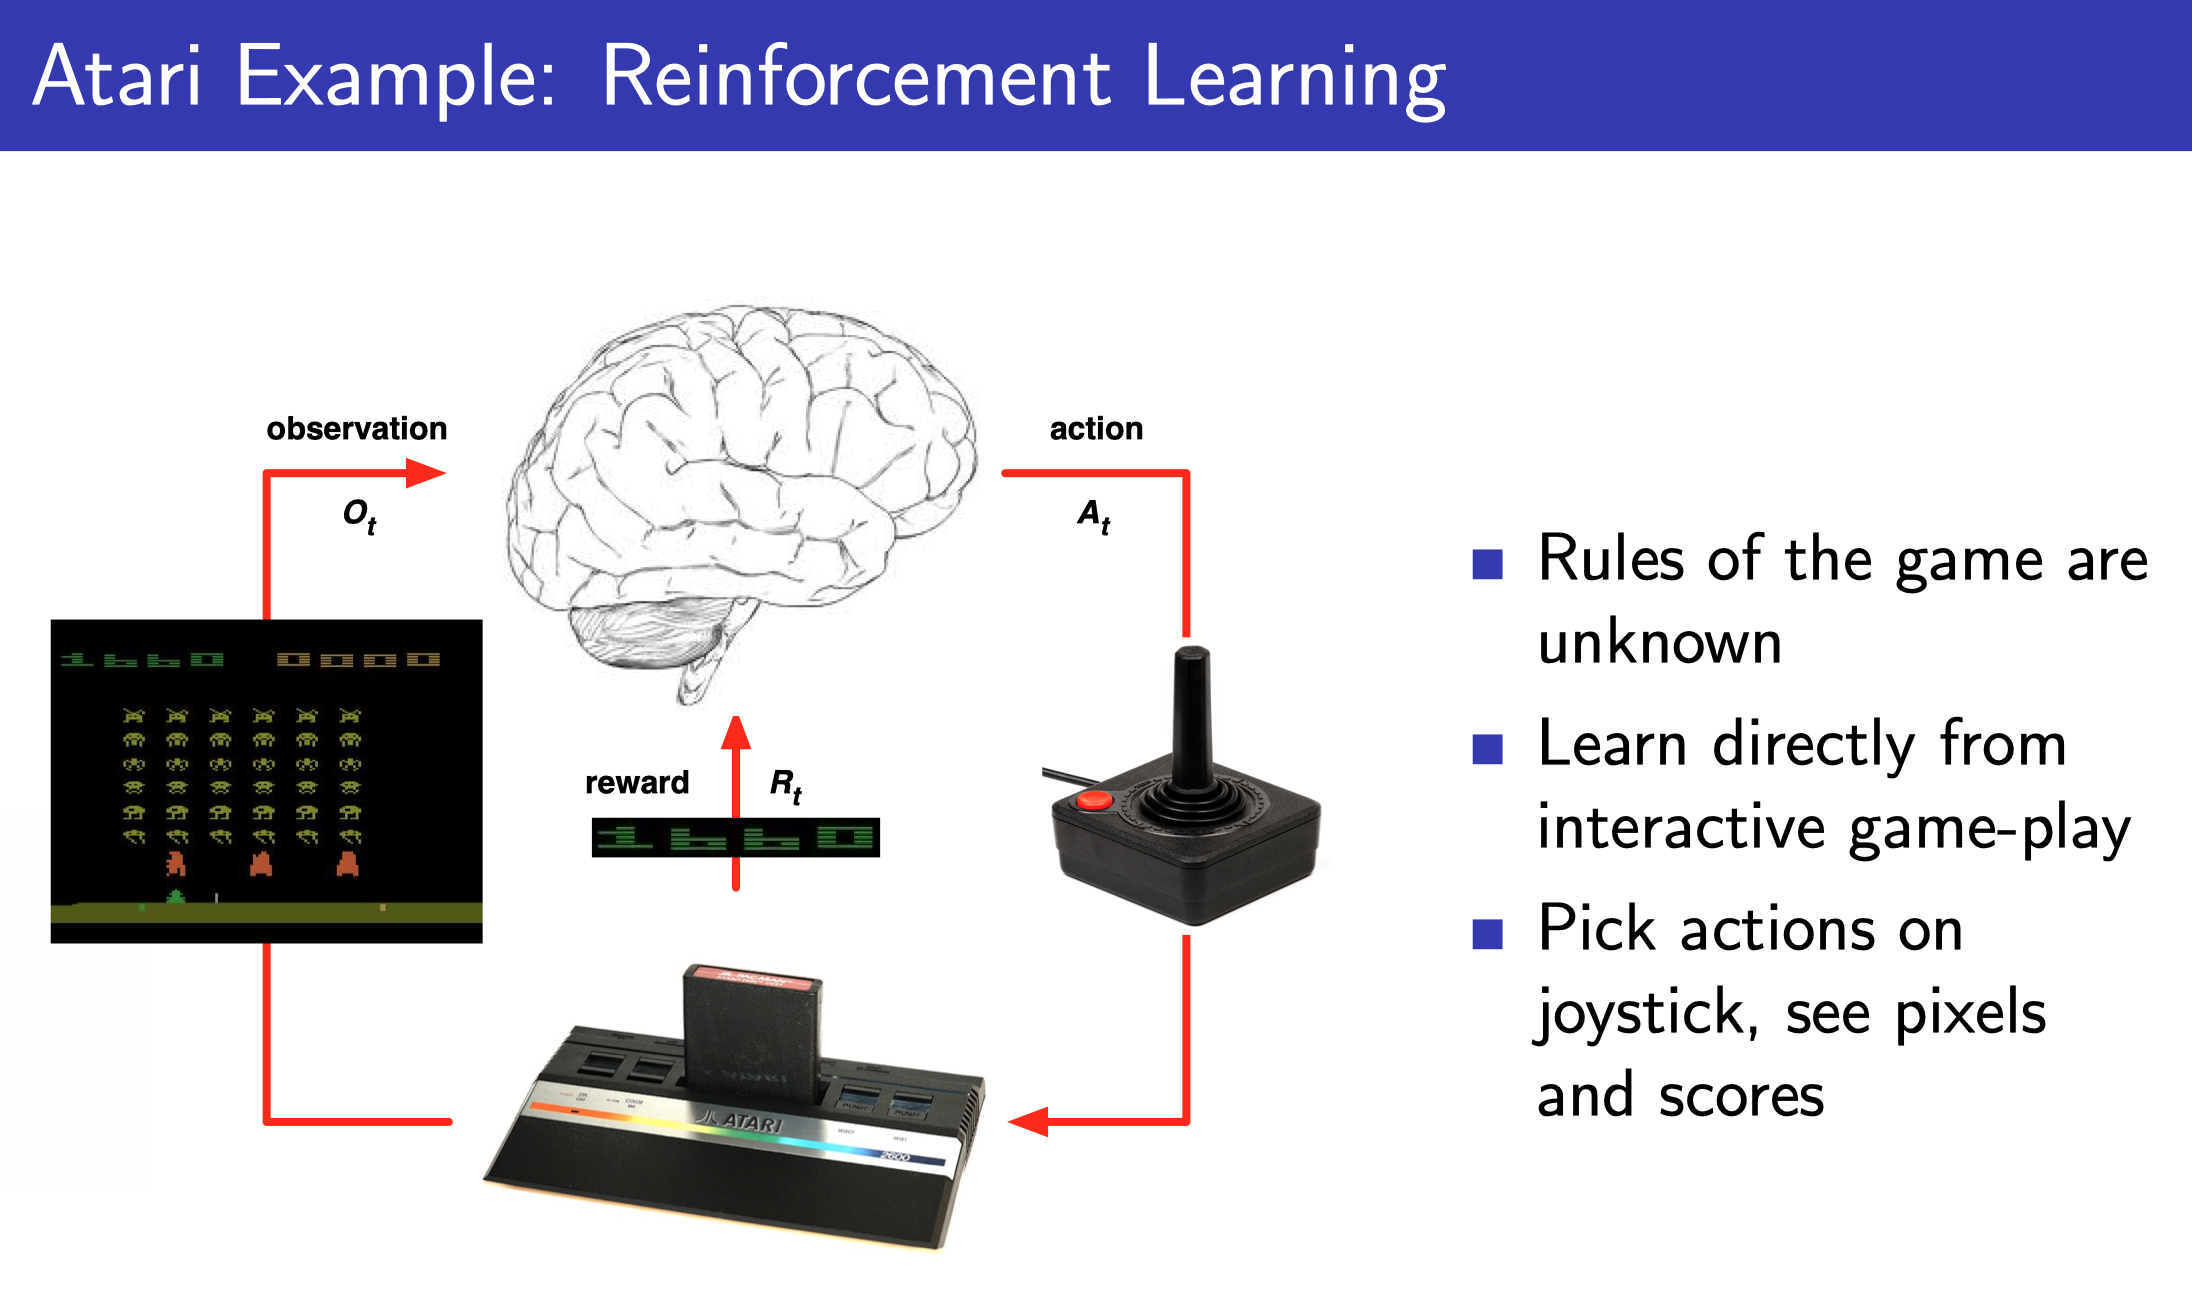 Atari Example: Reinforcement Learning
observation
O_t
action
A_t
1660 0000
reward
R_t
1660
ATARI
2600
Rules of the game are
unknown
Learn directly from
interactive game-play
Pick actions on
joystick, see pixels
and scores